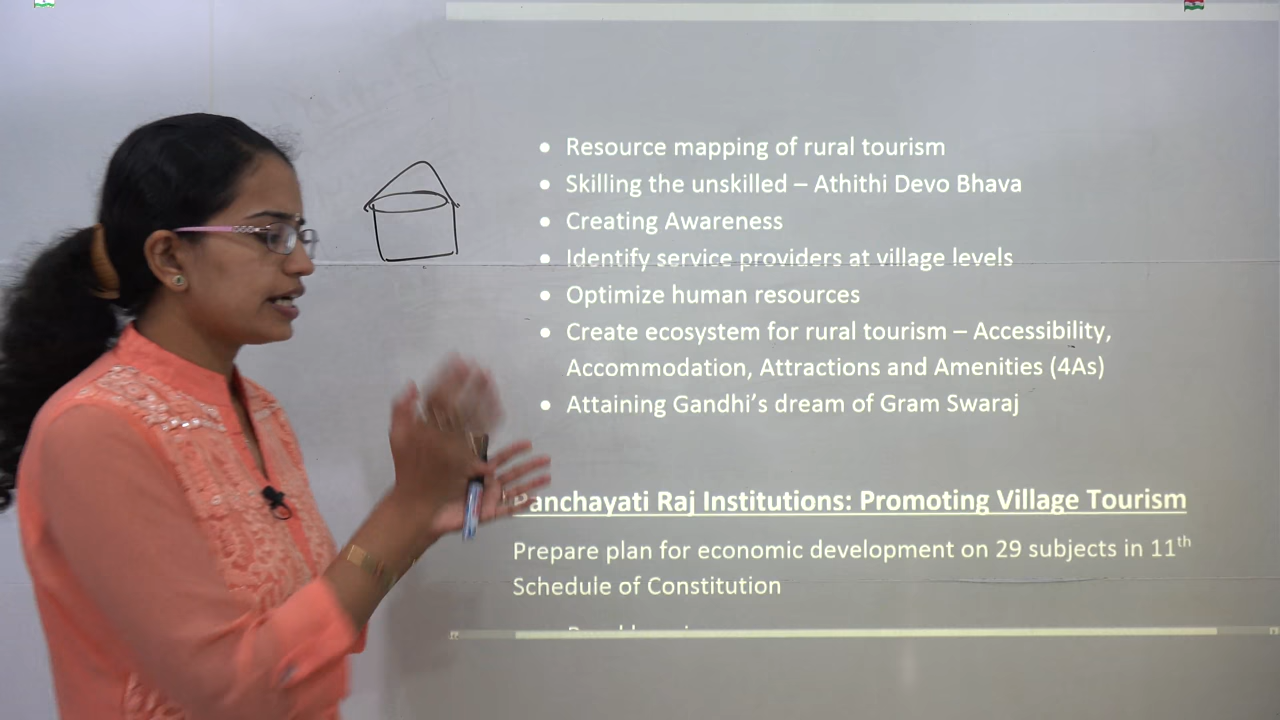 • Resource mapping of rural tourism
• Skilling the unskilled – Athithi Devo Bhava
• Creating Awareness
• Identify service providers at village levels
• Optimize human resources
• Create ecosystem for rural tourism – Accessibility,
Accommodation, Attractions and Amenities (4As)
• Attaining Gandhi's dream of Gram Swaraj
Panchayati Raj Institutions: Promoting Village Tourism
Prepare plan for economic development on 29 subjects in 11th
Schedule of Constitution